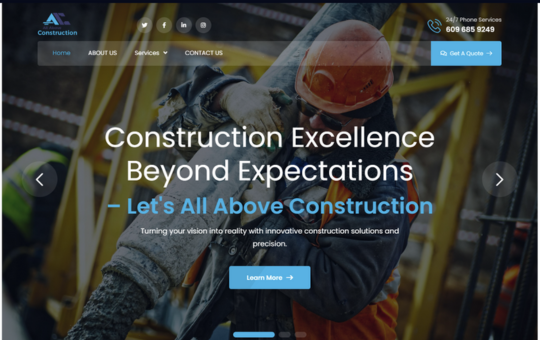 Construction
24/7 Phone Services
609 685 9249
Home
ABOUT US
Services
CONTACT US
Get A Quote
Construction Excellence
Beyond Expectations
– Let's All Above Construction
Turning your vision into reality with innovative construction solutions and
precision.
Learn More